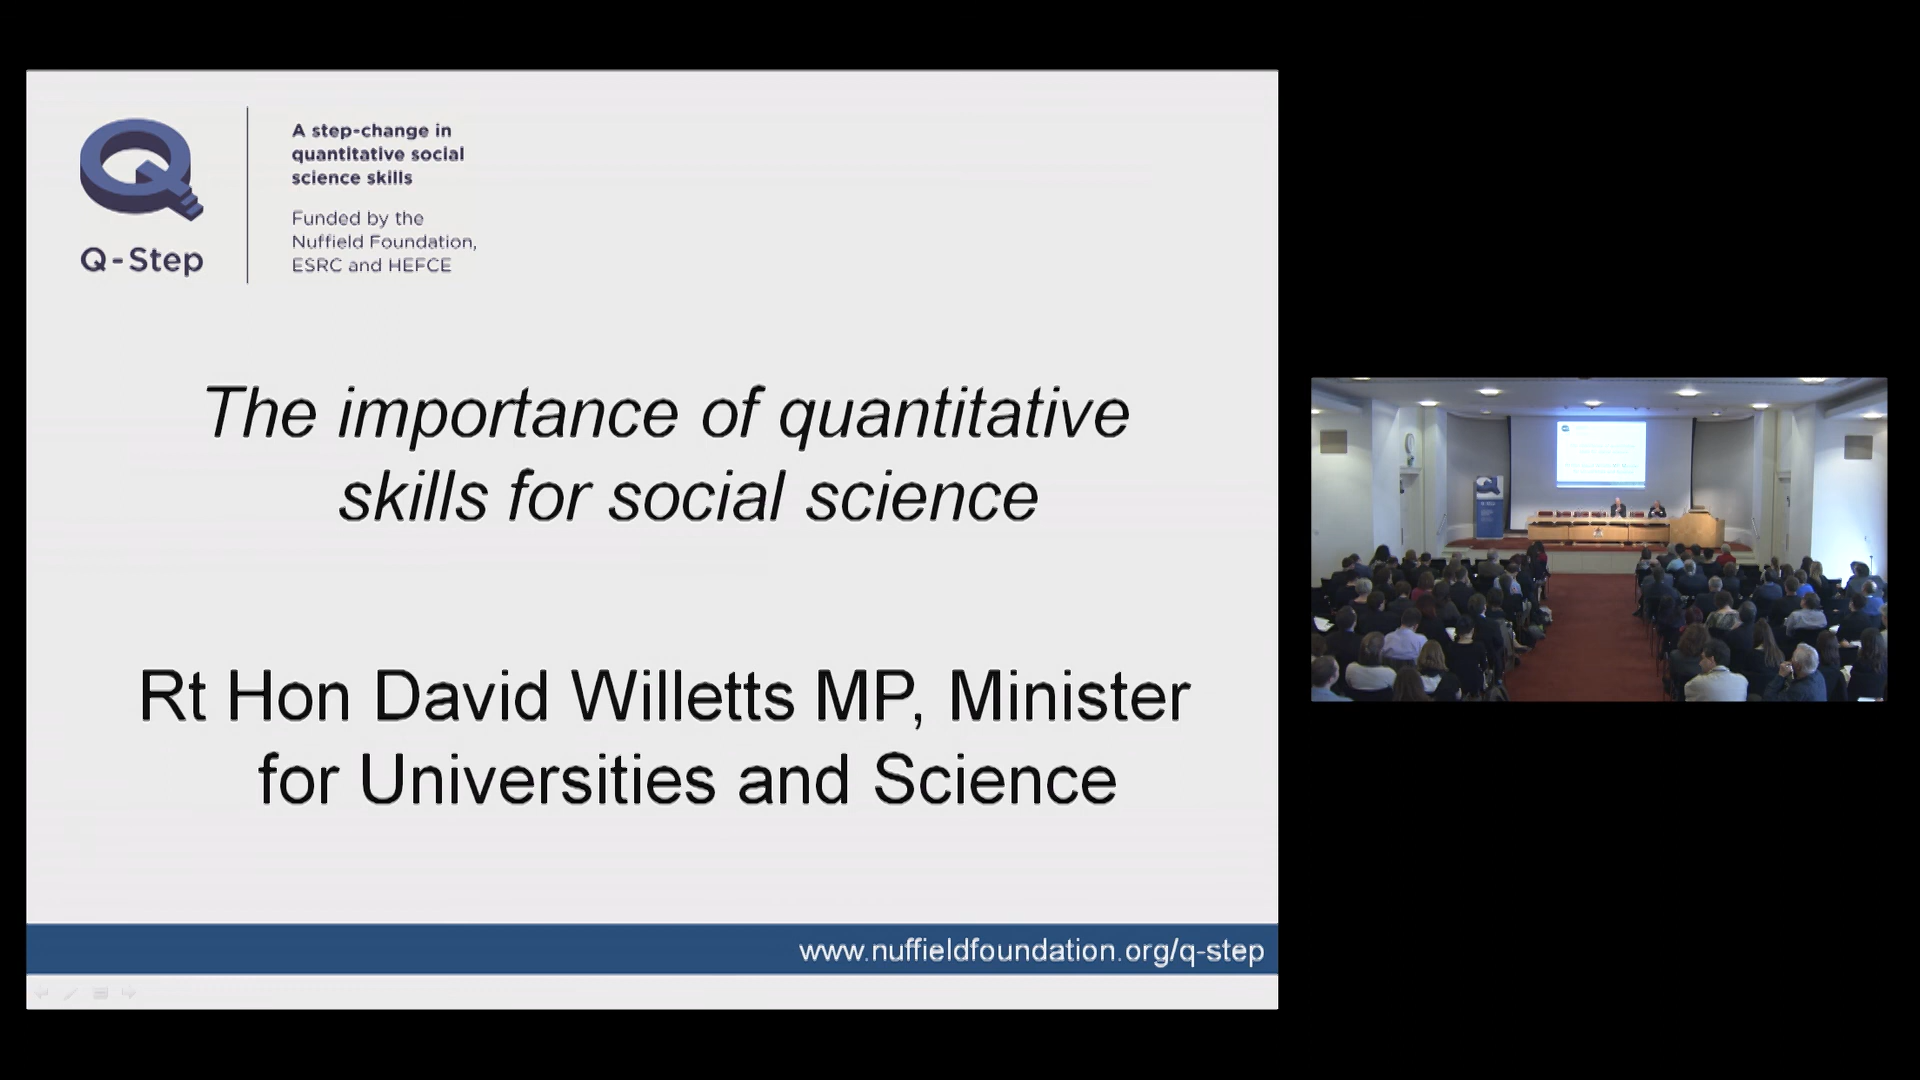 Q-Step
A step-change in
quantitative social
science skills
Funded by the
Nuffield Foundation,
ESRC and HEFCE
The importance of quantitative
skills for social science
Rt Hon David Willetts MP, Minister
for Universities and Science
www.nuffieldfoundation.org/q-step